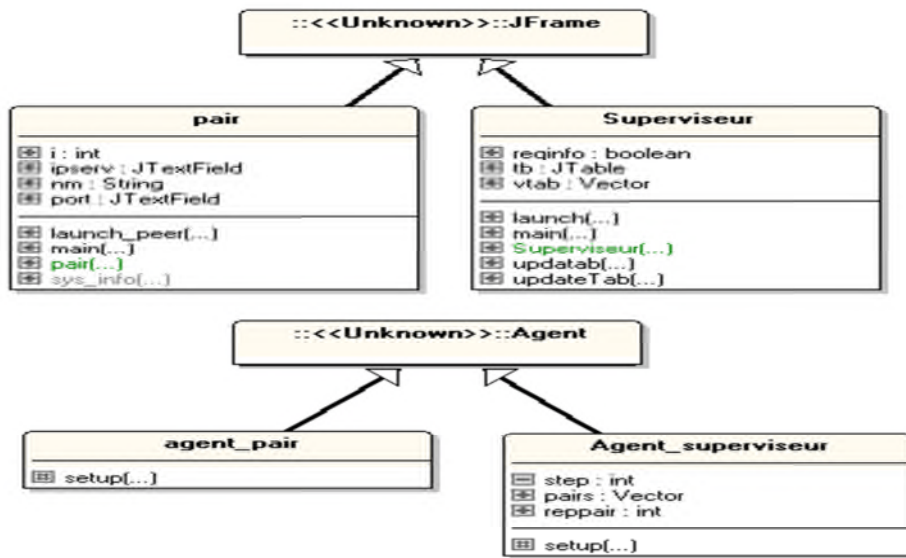 ::<<Unknown>>::JFrame
pair
i : int
ipserv : JTextField
nm : String
port : JTextField
launch_peer(...)
main(...)
pair(...)
sys_info(...)
Superviseur
reqinfo : boolean
tb : JTable
vtab : Vector
launch(...)
main(...)
Superviseur(...)
updatab(...)
updateTab(...)
::<<Unknown>>::Agent
agent_pair
setup(...)
Agent_superviseur
step : int
pairs : Vector
reppair : int
setup(...)